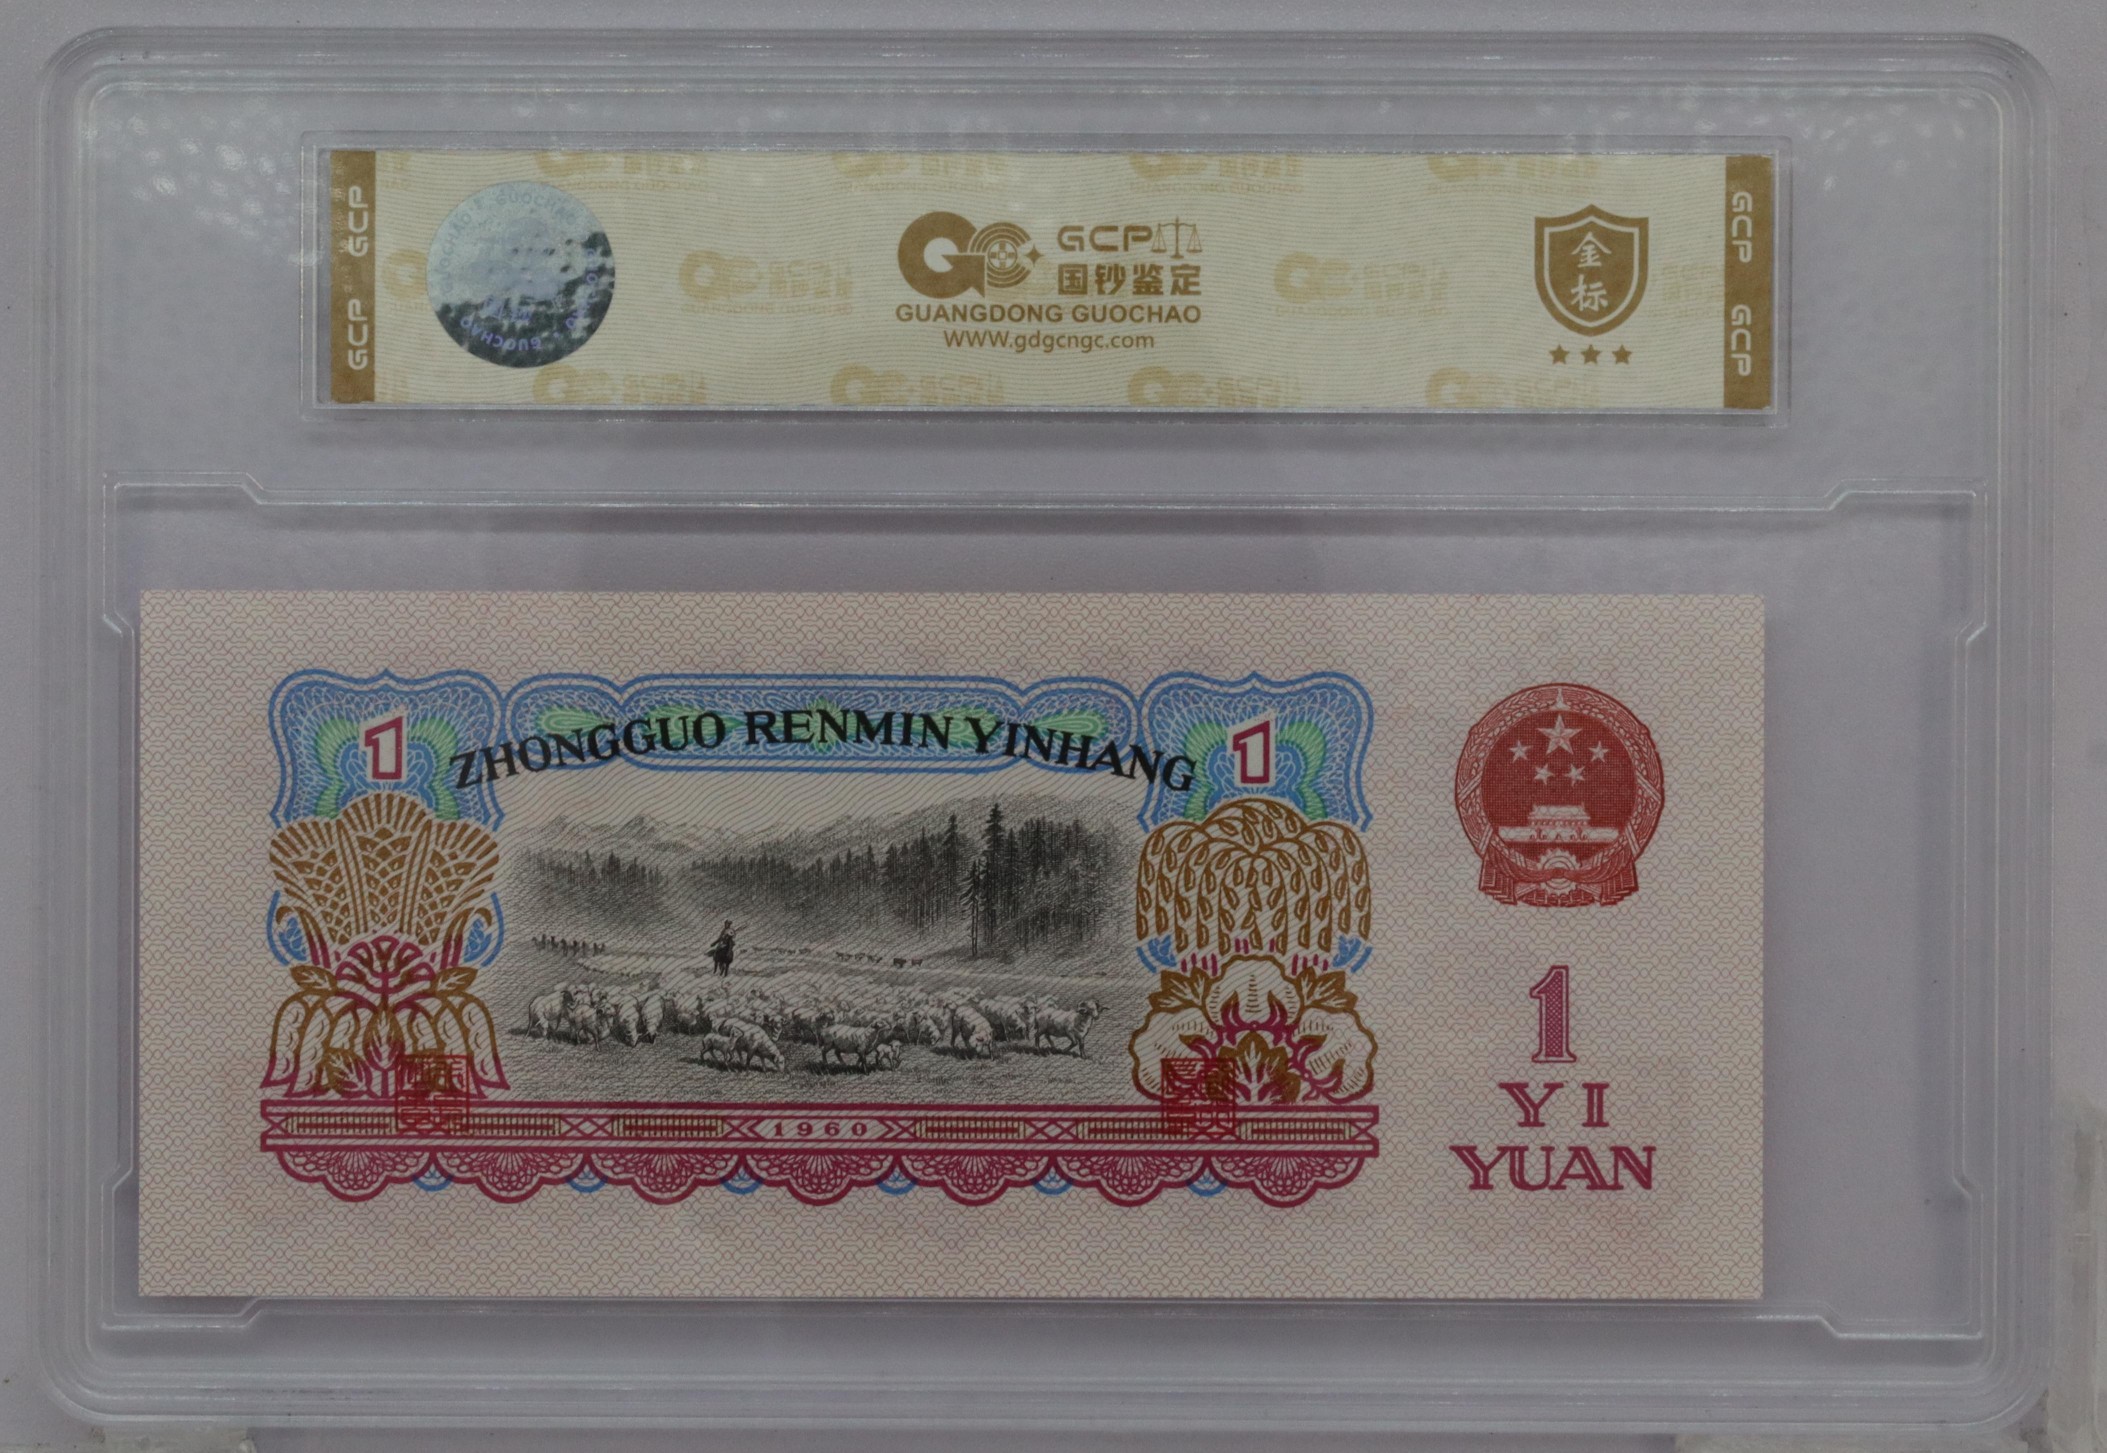 GCP GCP
GCP
国钞鉴定
GUANGDONG GUOCHAO
WWW.gdgcngc.com
金
标
GCP GCP
GUOCHAO
1
ZHONGGUO RENMIN YINHANG
1
1960
1
YI
YUAN